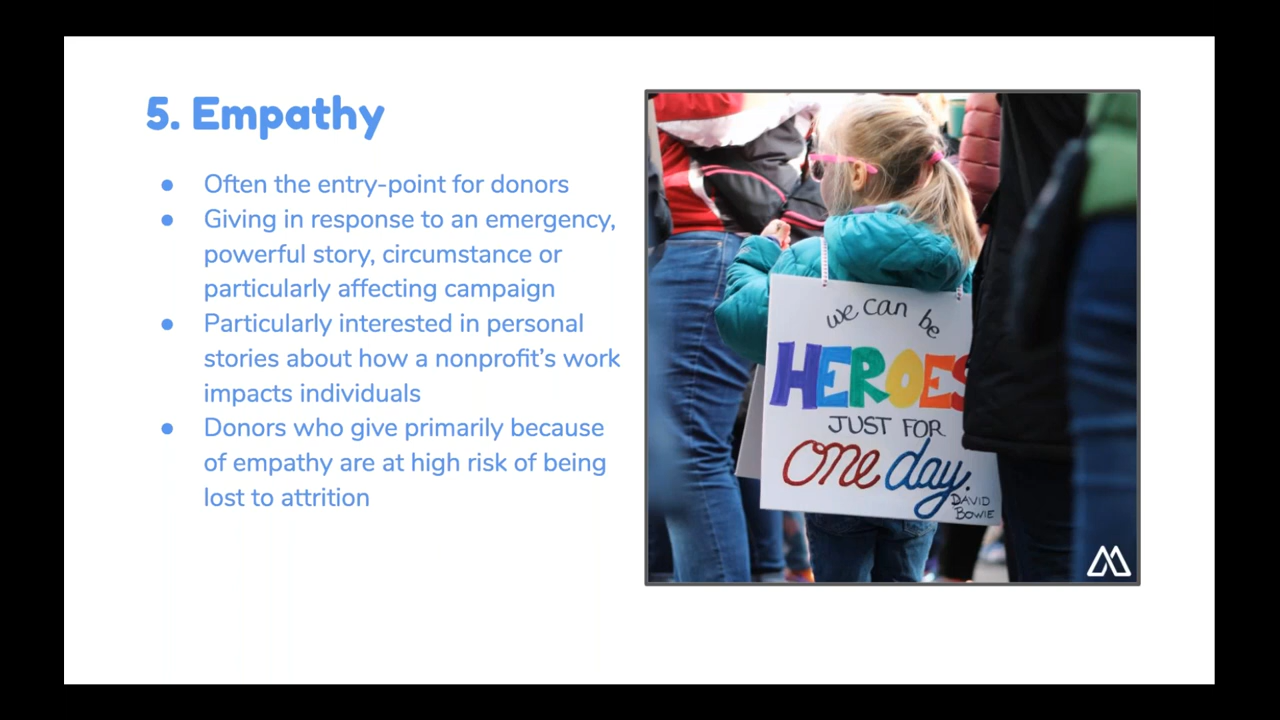 5. Empathy
● Often the entry-point for donors
● Giving in response to an emergency,
powerful story, circumstance or
particularly affecting campaign
● Particularly interested in personal
stories about how a nonprofit's work
impacts individuals
● Donors who give primarily because
of empathy are at high risk of being
lost to attrition
we can be
HEROES
JUST FOR
One day.
DAVID
BOWIE